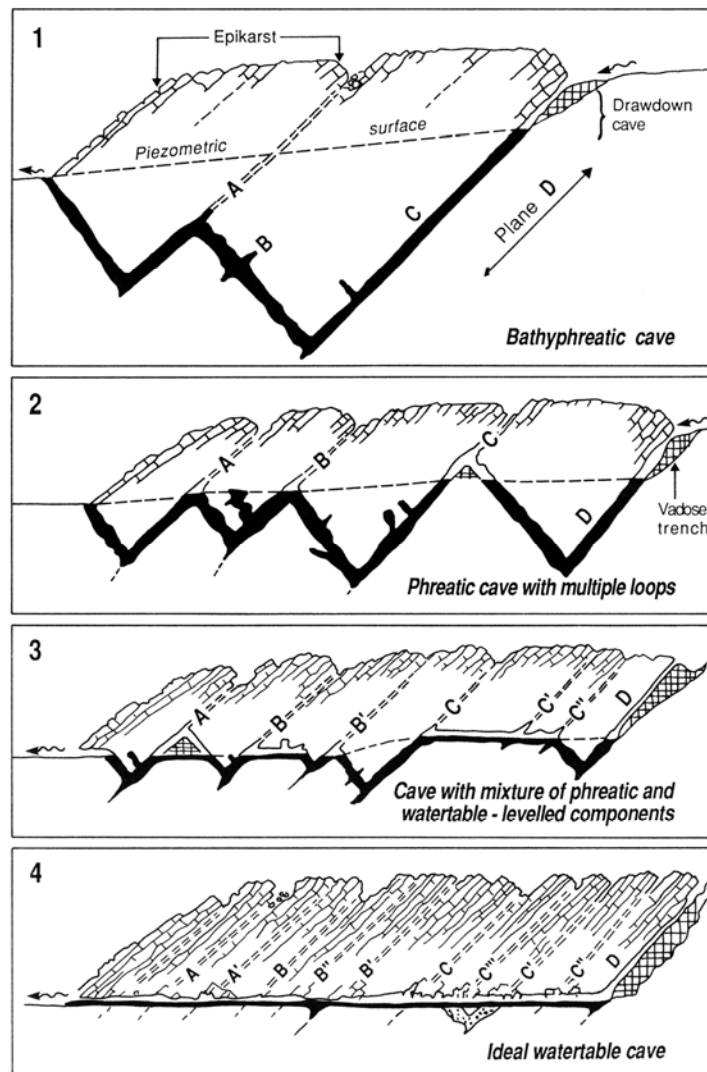 1
Epikarst
Drawdown
cave
Piezometric
surface
A
B
C
Plane D
Bathyphreatic cave
2
A
B
C
D
Vadose
trench
Phreatic cave with multiple loops
3
A
B
B'
C
C'
C"
D
Cave with mixture of phreatic and
watertable - levelled components
4
A
A'
B
B"
B'
C
C'''
C'
C"
D
Ideal watertable cave